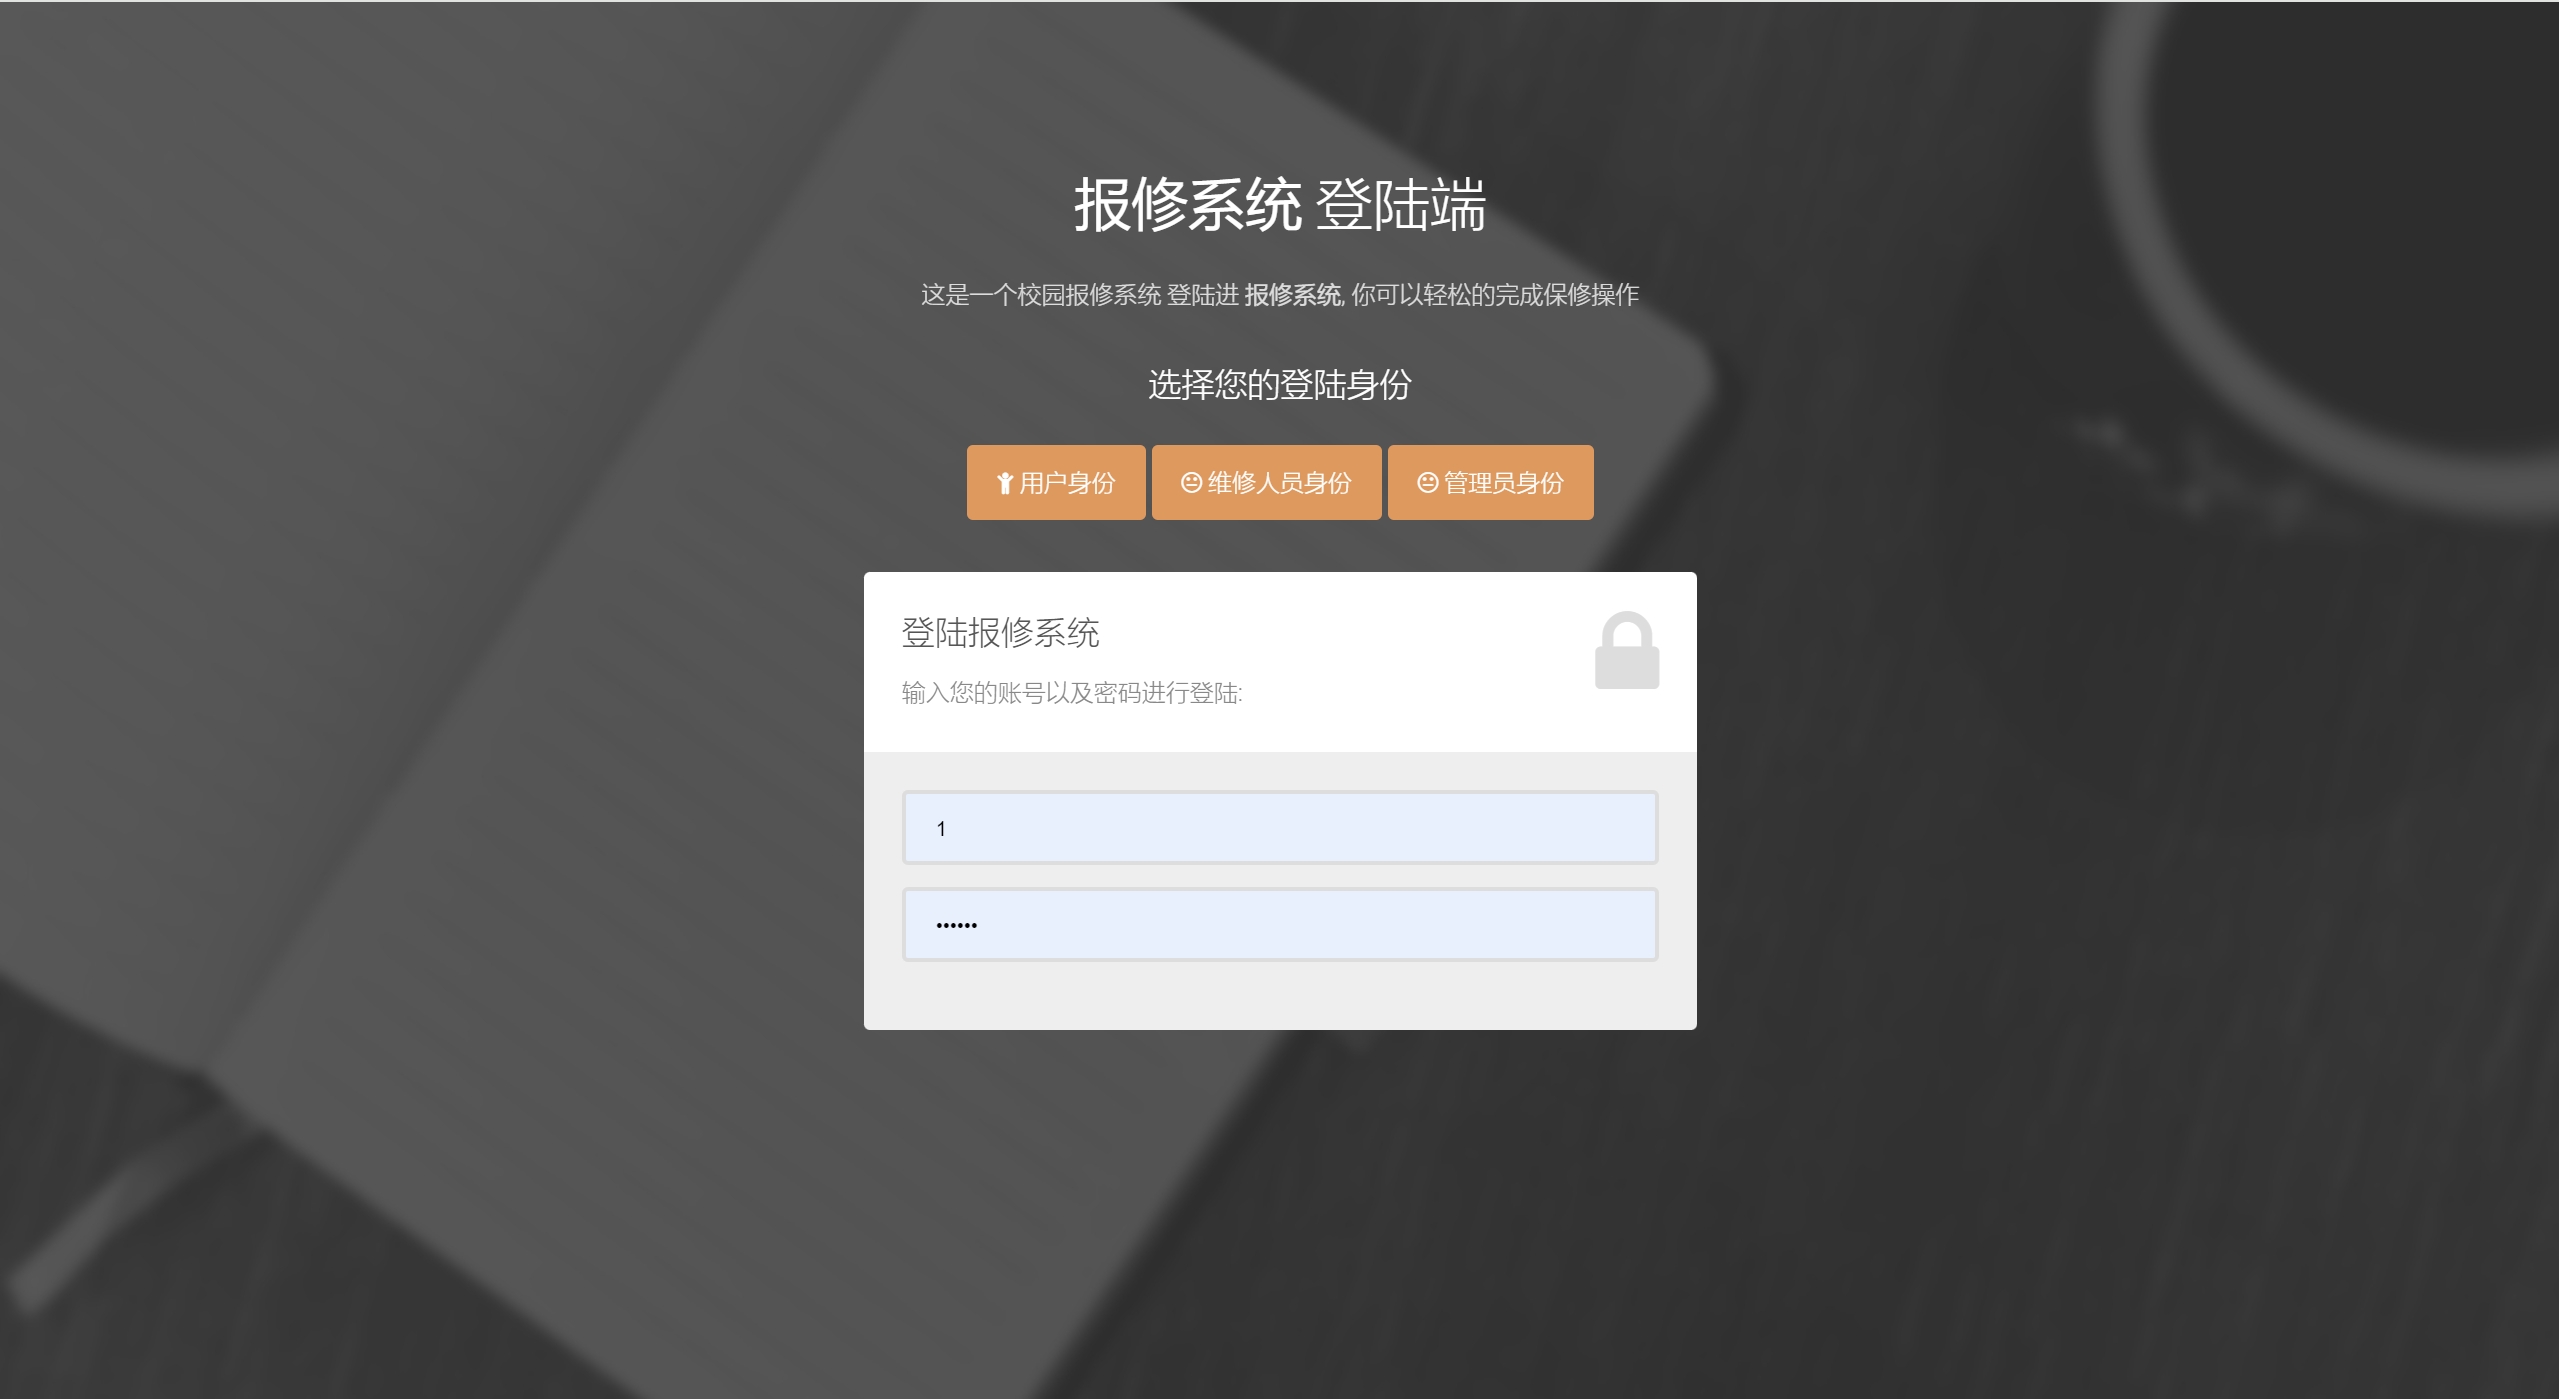 报修系统 登陆端
这是一个校园报修系统 登陆进 报修系统, 你可以轻松的完成保修操作
选择您的登陆身份
用户身份 维修人员身份 管理员身份
登陆报修系统
输入您的账号以及密码进行登陆:
1
••••••